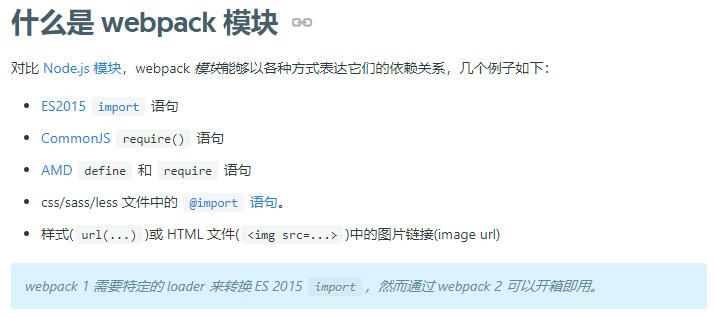 什么是 webpack 模块
对比 Node.js 模块，webpack 模块能够以各种方式表达它们的依赖关系，几个例子如下：
ES2015 import 语句
CommonJS require() 语句
AMD define 和 require 语句
css/sass/less 文件中的 @import 语句。
样式(url(...))或 HTML 文件(<img src=...>)中的图片链接(image url)
webpack 1 需要特定的 loader 来转换 ES 2015 import，然而通过 webpack 2 可以开箱即用。